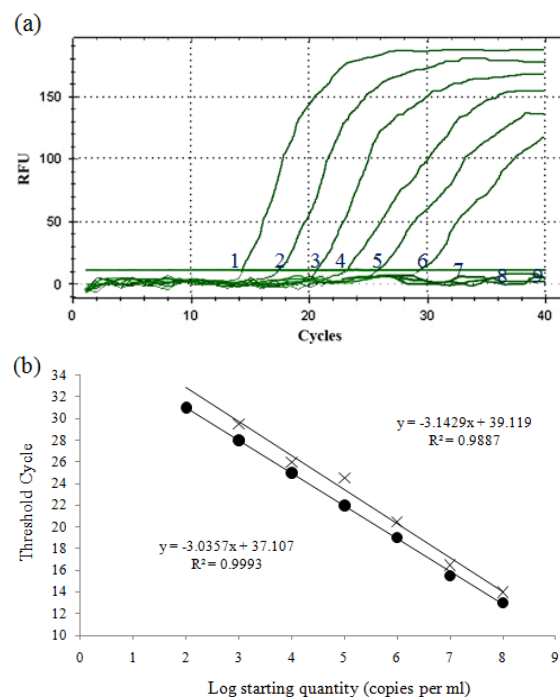 (a)
150
100
50
0
RFU
1 2 3 4 5 6 7 8 9
0 10 20 30 40
Cycles
(b)
34
32
30
28
26
24
22
20
18
16
14
12
10
Threshold Cycle
y = -3.1429x + 39.119
R² = 0.9887
y = -3.0357x + 37.107
R² = 0.9993
0 1 2 3 4 5 6 7 8 9
Log starting quantity (copies per ml)